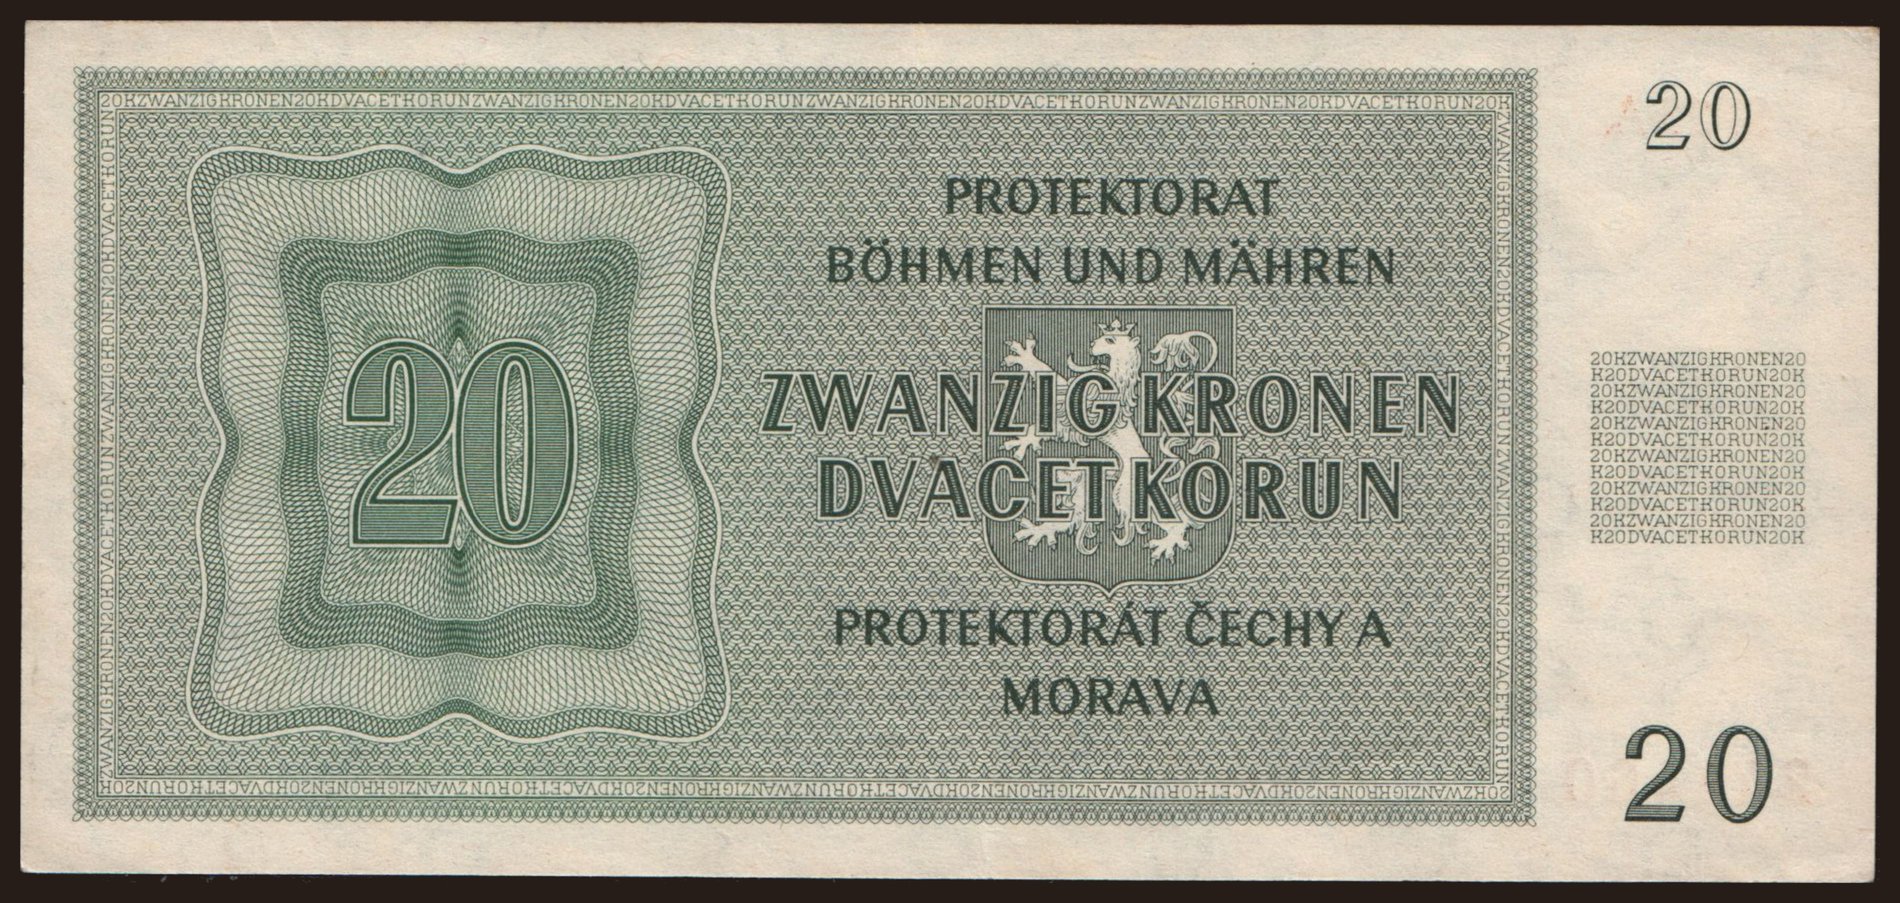 20KZWANZIGKRONEN20KDVACETKORUNZWANZIGKRONEN20KDVACETKORUNZWANZIGKRONEN20KDVACETKORUNZWANZIGKRONEN20KDVACETKORUN20K
20
PROTEKTORAT
BÖHMEN UND MÄHREN
20
ZWANZIG KRONEN
DVACET KORUN
PROTEKTORÁT ČECHY A
MORAVA
20KZWANZIGKRONEN20
K20DVACETKORUN20K
20KZWANZIGKRONEN20
K20DVACETKORUN20K
20KZWANZIGKRONEN20
K20DVACETKORUN20K
20KZWANZIGKRONEN20
K20DVACETKORUN20K
20KZWANZIGKRONEN20
K20DVACETKORUN20K
20KZWANZIGKRONEN20
K20DVACETKORUN20K
20